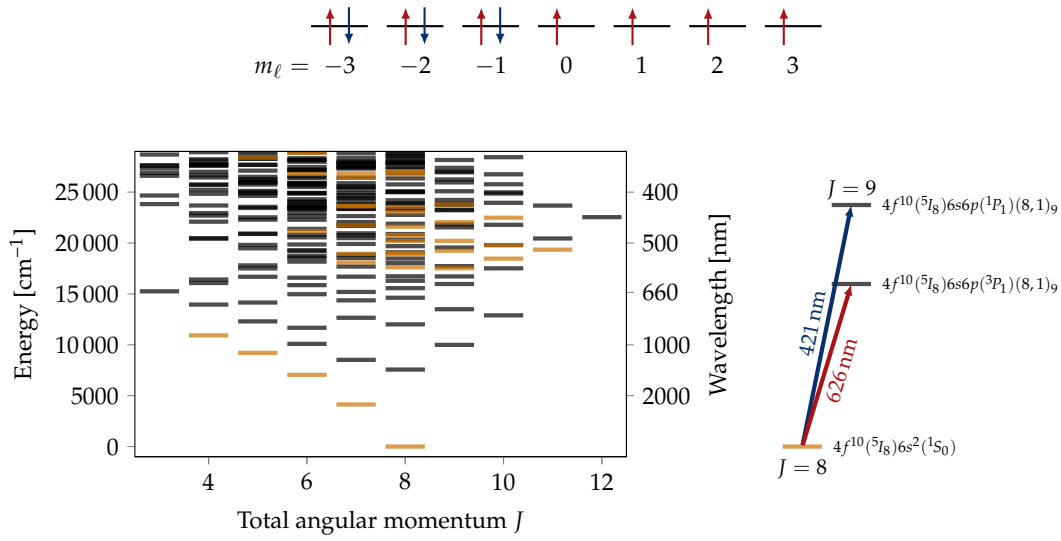 mℓ = −3 −2 −1 0 1 2 3
Energy [cm⁻¹]
25 000
20 000
15 000
10 000
5000
0
4 6 8 10 12
Total angular momentum J
400
500
660
1000
2000
Wavelength [nm]
J = 9
4f¹⁰(⁵I₈)6s6p(¹P₁)(8,1)₉
4f¹⁰(⁵I₈)6s6p(³P₁)(8,1)₉
421 nm
626 nm
4f¹⁰(⁵I₈)6s²(¹S₀)
J = 8